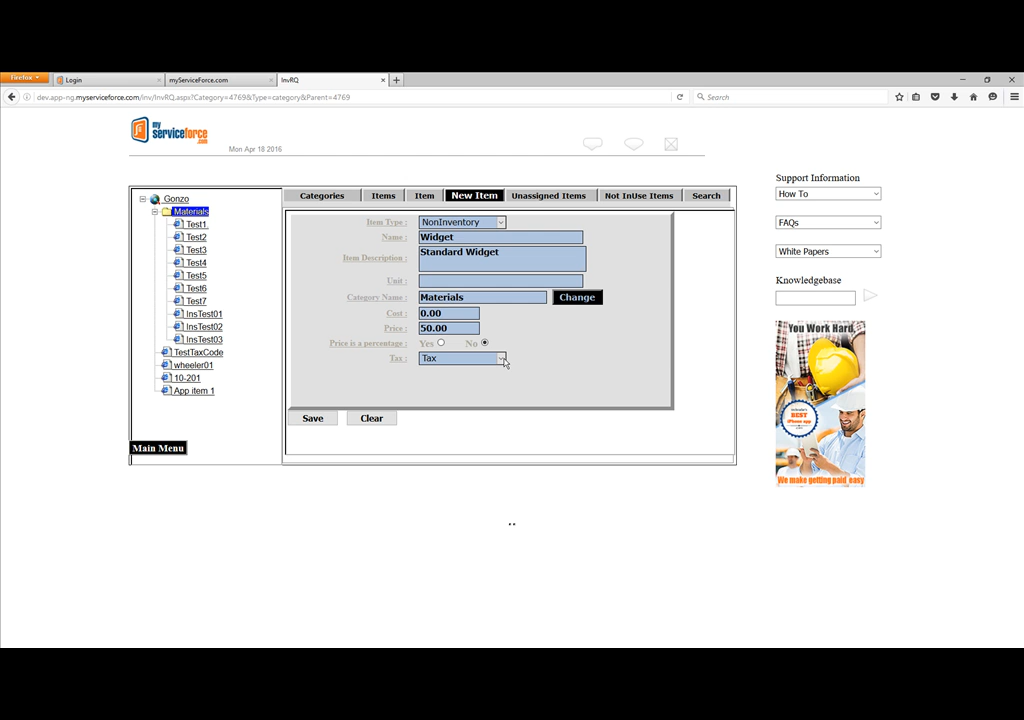 Firefox
Login
myServiceForce.com
InvRQ
dev.app-ng.myserviceforce.com/Inv/InvRQ.aspx?Category=4769&Type=category&Parent=4769
Search
my
serviceforce
.com
Mon Apr 18 2016
Categories
Items
Item
New Item
Unassigned Items
Not InUse Items
Search
Gonzo
Materials
Test1.
Test2
Test3
Test4
Test5
Test6
Test7
InsTest01
InsTest02
InsTest03
TestTaxCode
wheeler01
10-201
App item 1
Main Menu
Item Type : NonInventory
Name : Widget
Item Description : Standard Widget
Unit :
Category Name : Materials Change
Cost : 0.00
Price : 50.00
Price is a percentage : Yes No
Tax : Tax
Save Clear
Support Information
How To
FAQs
White Papers
Knowledgebase
You Work Hard
BEST
iPhone app
We make getting paid easy
..